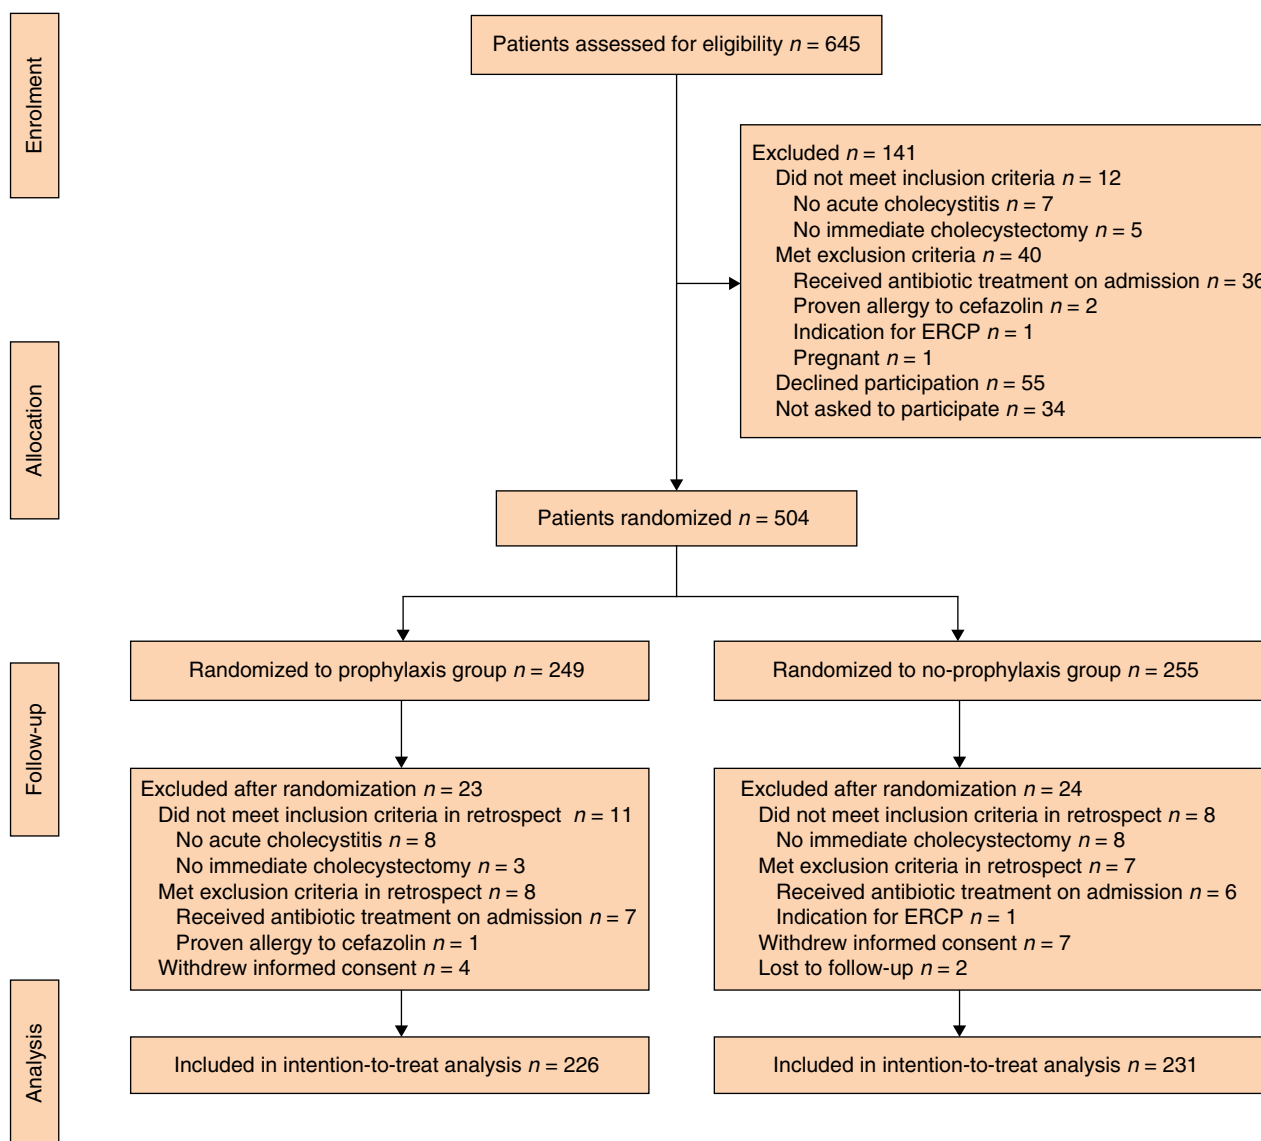 Enrolment
Patients assessed for eligibility n = 645
Excluded n = 141
Did not meet inclusion criteria n = 12
No acute cholecystitis n = 7
No immediate cholecystectomy n = 5
Met exclusion criteria n = 40
Received antibiotic treatment on admission n = 36
Proven allergy to cefazolin n = 2
Indication for ERCP n = 1
Pregnant n = 1
Declined participation n = 55
Not asked to participate n = 34
Allocation
Patients randomized n = 504
Randomized to prophylaxis group n = 249
Randomized to no-prophylaxis group n = 255
Follow-up
Excluded after randomization n = 23
Did not meet inclusion criteria in retrospect n = 11
No acute cholecystitis n = 8
No immediate cholecystectomy n = 3
Met exclusion criteria in retrospect n = 8
Received antibiotic treatment on admission n = 7
Proven allergy to cefazolin n = 1
Withdrew informed consent n = 4
Excluded after randomization n = 24
Did not meet inclusion criteria in retrospect n = 8
No immediate cholecystectomy n = 8
Met exclusion criteria in retrospect n = 7
Received antibiotic treatment on admission n = 6
Indication for ERCP n = 1
Withdrew informed consent n = 7
Lost to follow-up n = 2
Analysis
Included in intention-to-treat analysis n = 226
Included in intention-to-treat analysis n = 231